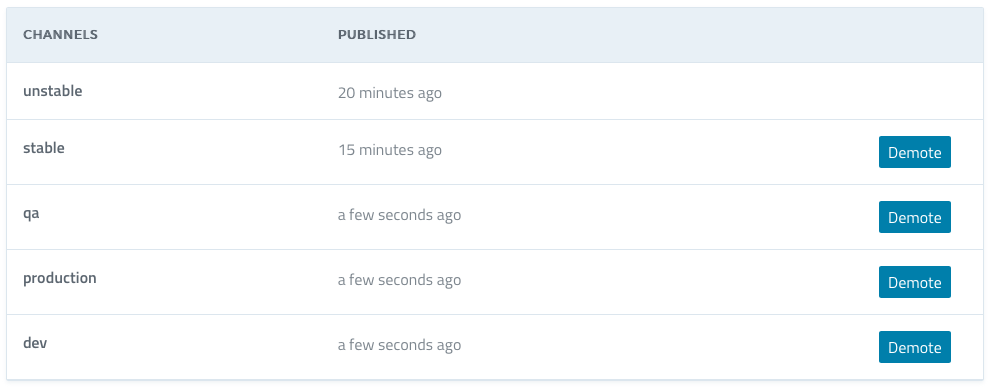 CHANNELS PUBLISHED
unstable 20 minutes ago
stable 15 minutes ago Demote
qa a few seconds ago Demote
production a few seconds ago Demote
dev a few seconds ago Demote